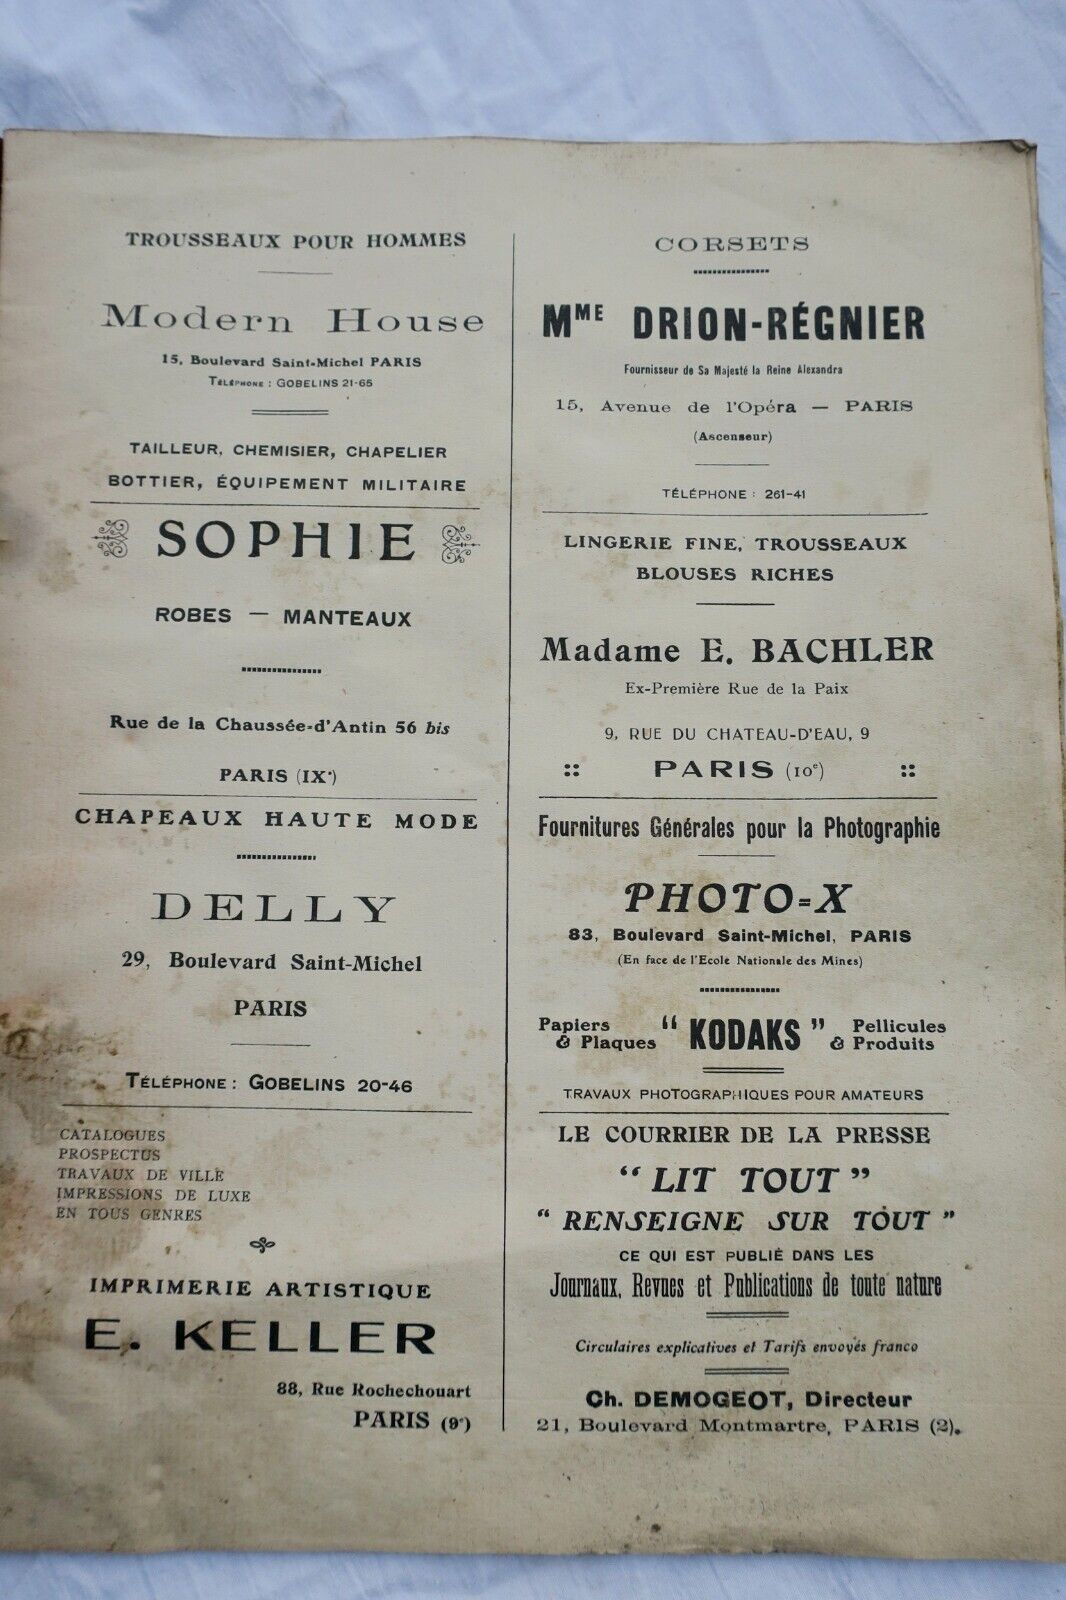 TROUSSEAUX POUR HOMMES
Modern House
15, Boulevard Saint-Michel PARIS
TÉLÉPHONE : GOBELINS 21-65
TAILLEUR, CHEMISIER, CHAPELIER
BOTTIER, ÉQUIPEMENT MILITAIRE
SOPHIE
ROBES — MANTEAUX
Rue de la Chaussée-d'Antin 56 bis
PARIS (IXe)
CHAPEAUX HAUTE MODE
DELLY
29, Boulevard Saint-Michel
PARIS
TÉLÉPHONE : GOBELINS 20-46
CATALOGUES
PROSPECTUS
TRAVAUX DE VILLE
IMPRESSIONS DE LUXE
EN TOUS GENRES
IMPRIMERIE ARTISTIQUE
E. KELLER
88, Rue Rochechouart
PARIS (9e)
CORSETS
MME DRION-RÉGNIER
Fournisseur de Sa Majesté la Reine Alexandra
15, Avenue de l'Opéra — PARIS
(Ascenseur)
TÉLÉPHONE : 261-41
LINGERIE FINE, TROUSSEAUX
BLOUSES RICHES
Madame E. BACHLER
Ex-Première Rue de la Paix
9, RUE DU CHATEAU-D'EAU, 9
:: PARIS (10e) ::
Fournitures Générales pour la Photographie
PHOTO=X
83, Boulevard Saint-Michel, PARIS
(En face de l'Ecole Nationale des Mines)
Papiers & Plaques “ KODAKS ” Pellicules & Produits
TRAVAUX PHOTOGRAPHIQUES POUR AMATEURS
LE COURRIER DE LA PRESSE
“ LIT TOUT ”
“ RENSEIGNE SUR TOUT ”
CE QUI EST PUBLIÉ DANS LES
Journaux, Revues et Publications de toute nature
Circulaires explicatives et Tarifs envoyés franco
Ch. DEMOGEOT, Directeur
21, Boulevard Montmartre, PARIS (2).